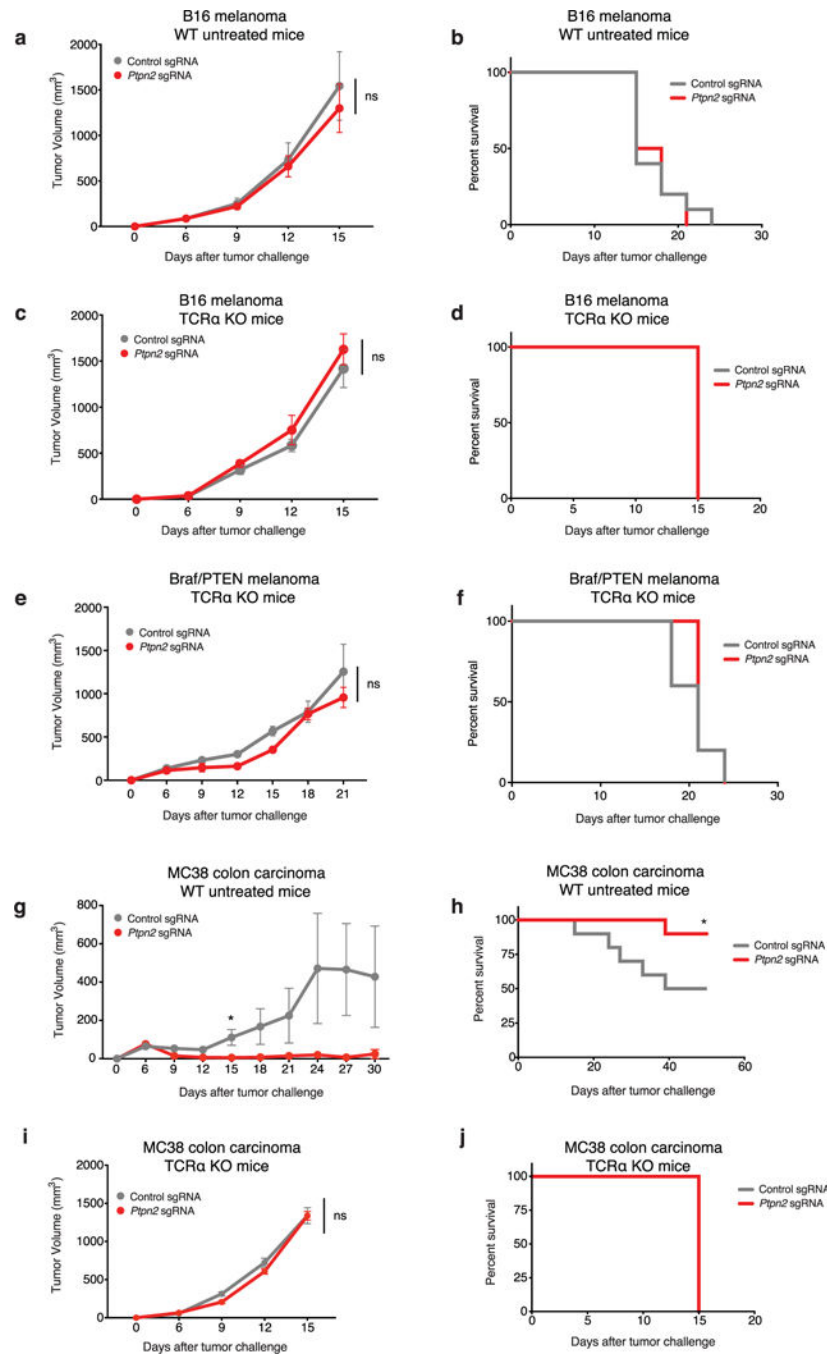 B16 melanoma
WT untreated mice
a
Control sgRNA
Ptpn2 sgRNA
Tumor Volume (mm³)
2000
1500
1000
500
0
ns
0 6 9 12 15
Days after tumor challenge
B16 melanoma
WT untreated mice
b
Control sgRNA
Ptpn2 sgRNA
Percent survival
100
50
0
0 10 20 30
Days after tumor challenge
B16 melanoma
TCRα KO mice
c
Control sgRNA
Ptpn2 sgRNA
Tumor Volume (mm³)
2000
1500
1000
500
0
ns
0 6 9 12 15
Days after tumor challenge
B16 melanoma
TCRα KO mice
d
Control sgRNA
Ptpn2 sgRNA
Percent survival
100
50
0
0 5 10 15 20
Days after tumor challenge
Braf/PTEN melanoma
TCRα KO mice
e
Control sgRNA
Ptpn2 sgRNA
Tumor Volume (mm³)
2000
1500
1000
500
0
ns
0 6 9 12 15 18 21
Days after tumor challenge
Braf/PTEN melanoma
TCRα KO mice
f
Control sgRNA
Ptpn2 sgRNA
Percent survival
100
50
0
0 10 20 30
Days after tumor challenge
MC38 colon carcinoma
WT untreated mice
g
Control sgRNA
Ptpn2 sgRNA
Tumor Volume (mm³)
800
600
400
200
0
*
0 6 9 12 15 18 21 24 27 30
Days after tumor challenge
MC38 colon carcinoma
WT untreated mice
h
*
Control sgRNA
Ptpn2 sgRNA
Percent survival
100
75
50
25
0
0 20 40 60
Days after tumor challenge
MC38 colon carcinoma
TCRα KO mice
i
Control sgRNA
Ptpn2 sgRNA
Tumor Volume (mm³)
2000
1500
1000
500
0
ns
0 6 9 12 15
Days after tumor challenge
MC38 colon carcinoma
TCRα KO mice
j
Control sgRNA
Ptpn2 sgRNA
Percent survival
100
75
50
25
0
0 5 10 15 20
Days after tumor challenge